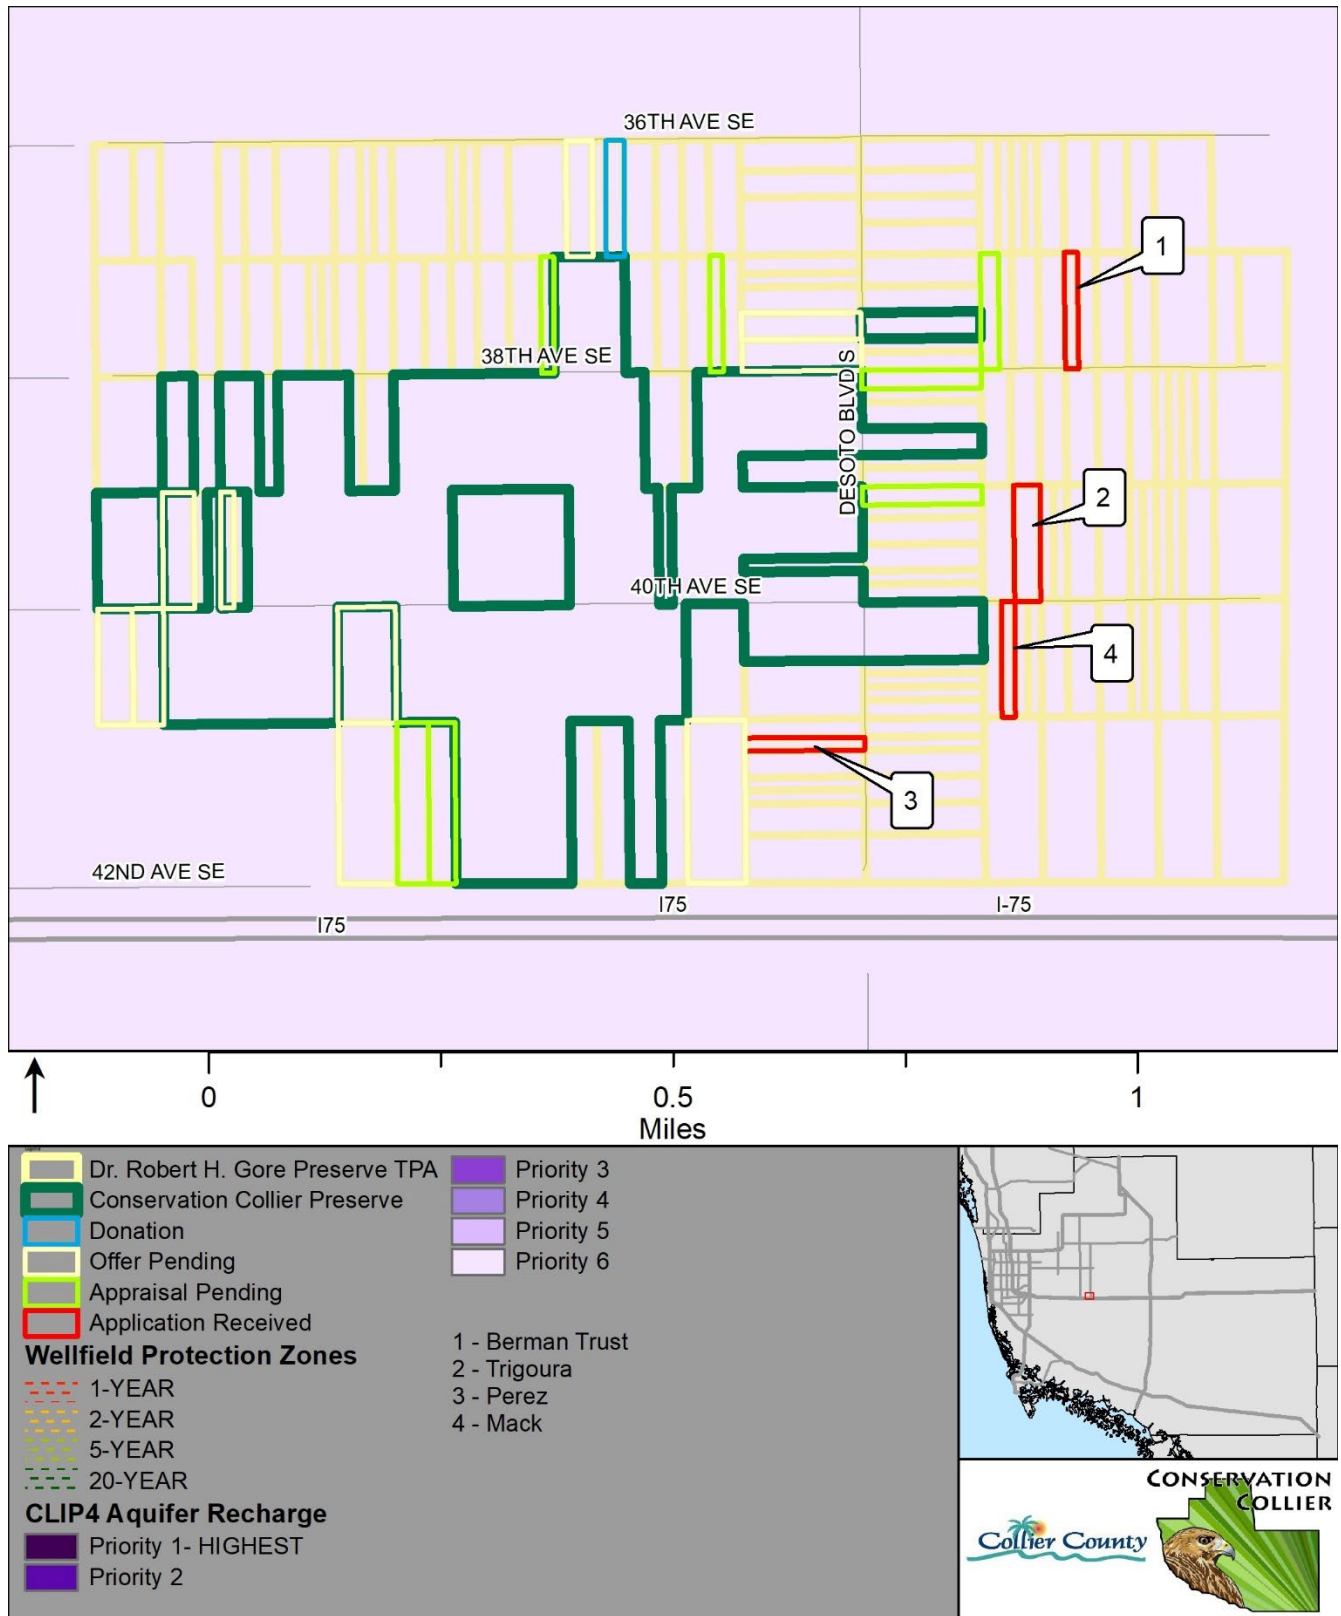 36TH AVE SE
1
38TH AVE SE
DESOTO BLVD S
2
40TH AVE SE
4
3
42ND AVE SE
I75
I-75
I75
0
0.5
1
Miles
Dr. Robert H. Gore Preserve TPA
Conservation Collier Preserve
Donation
Offer Pending
Appraisal Pending
Application Received
Wellfield Protection Zones
1-YEAR
2-YEAR
5-YEAR
20-YEAR
CLIP4 Aquifer Recharge
Priority 1- HIGHEST
Priority 2
Priority 3
Priority 4
Priority 5
Priority 6
1 - Berman Trust
2 - Trigoura
3 - Perez
4 - Mack
CONSERVATION
COLLIER
Collier County